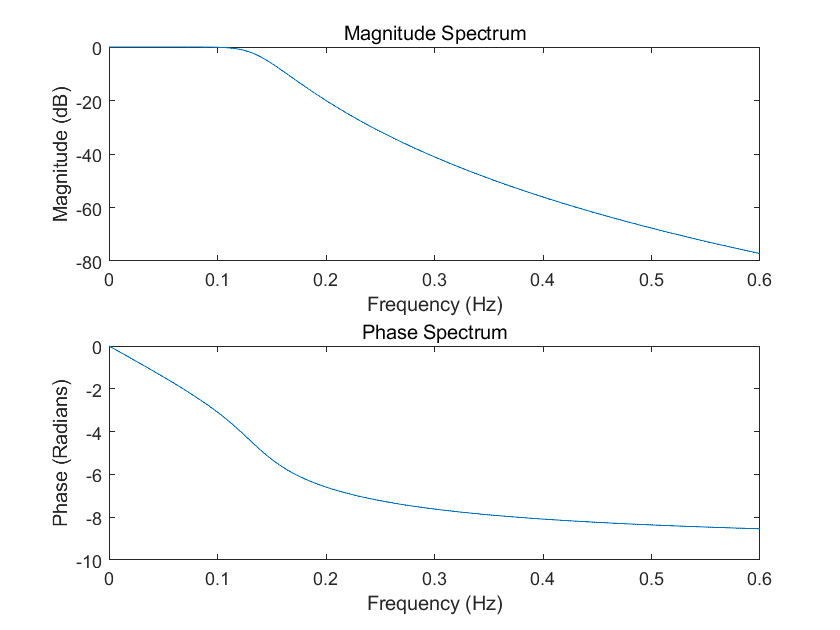 Magnitude Spectrum
0
-20
-40
-60
-80
Magnitude (dB)
0 0.1 0.2 0.3 0.4 0.5 0.6
Frequency (Hz)
Phase Spectrum
0
-2
-4
-6
-8
-10
Phase (Radians)
0 0.1 0.2 0.3 0.4 0.5 0.6
Frequency (Hz)